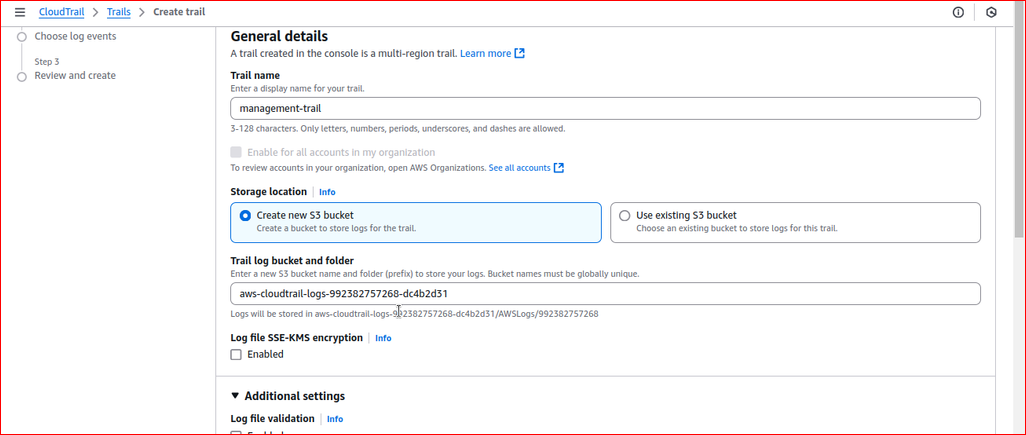 CloudTrail > Trails > Create trail
Choose log events
Step 3
Review and create
General details
A trail created in the console is a multi-region trail. Learn more
Trail name
Enter a display name for your trail.
management-trail
3-128 characters. Only letters, numbers, periods, underscores, and dashes are allowed.
Enable for all accounts in my organization
To review accounts in your organization, open AWS Organizations. See all accounts
Storage location Info
Create new S3 bucket
Create a bucket to store logs for the trail.
Use existing S3 bucket
Choose an existing bucket to store logs for this trail.
Trail log bucket and folder
Enter a new S3 bucket name and folder (prefix) to store your logs. Bucket names must be globally unique.
aws-cloudtrail-logs-992382757268-dc4b2d31
Logs will be stored in aws-cloudtrail-logs-992382757268-dc4b2d31/AWSLogs/992382757268
Log file SSE-KMS encryption Info
Enabled
Additional settings
Log file validation Info